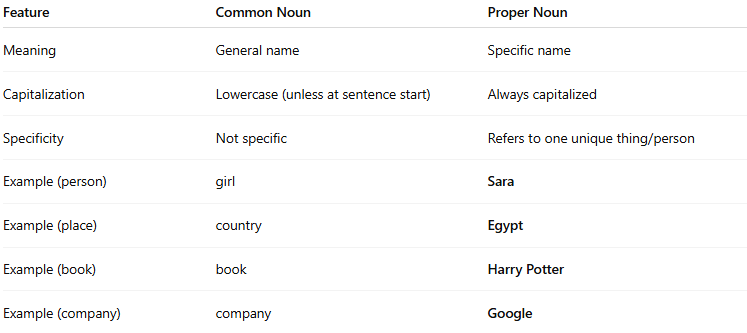 Feature Common Noun Proper Noun
Meaning General name Specific name
Capitalization Lowercase (unless at sentence start) Always capitalized
Specificity Not specific Refers to one unique thing/person
Example (person) girl Sara
Example (place) country Egypt
Example (book) book Harry Potter
Example (company) company Google